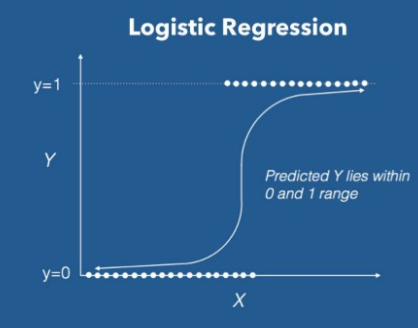 Logistic Regression
y=1
Y
Predicted Y lies within
0 and 1 range
y=0
X